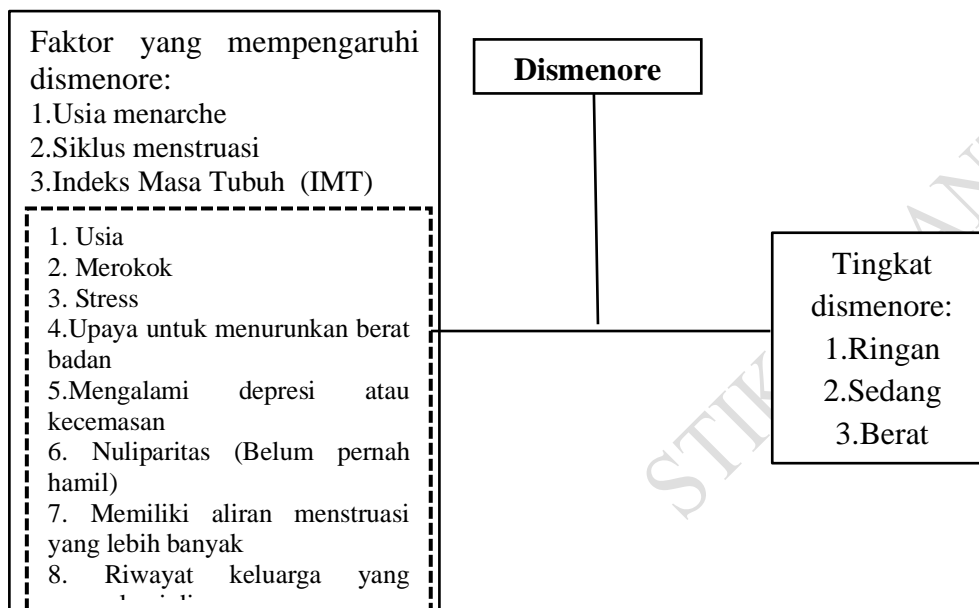 Faktor yang mempengaruhi
dismenore:
1.Usia menarche
2.Siklus menstruasi
3.Indeks Masa Tubuh (IMT)
1. Usia
2. Merokok
3. Stress
4.Upaya untuk menurunkan berat
badan
5.Mengalami depresi atau
kecemasan
6. Nuliparitas (Belum pernah
hamil)
7. Memiliki aliran menstruasi
yang lebih banyak
8. Riwayat keluarga yang
Dismenore
Tingkat
dismenore:
1.Ringan
2.Sedang
3.Berat